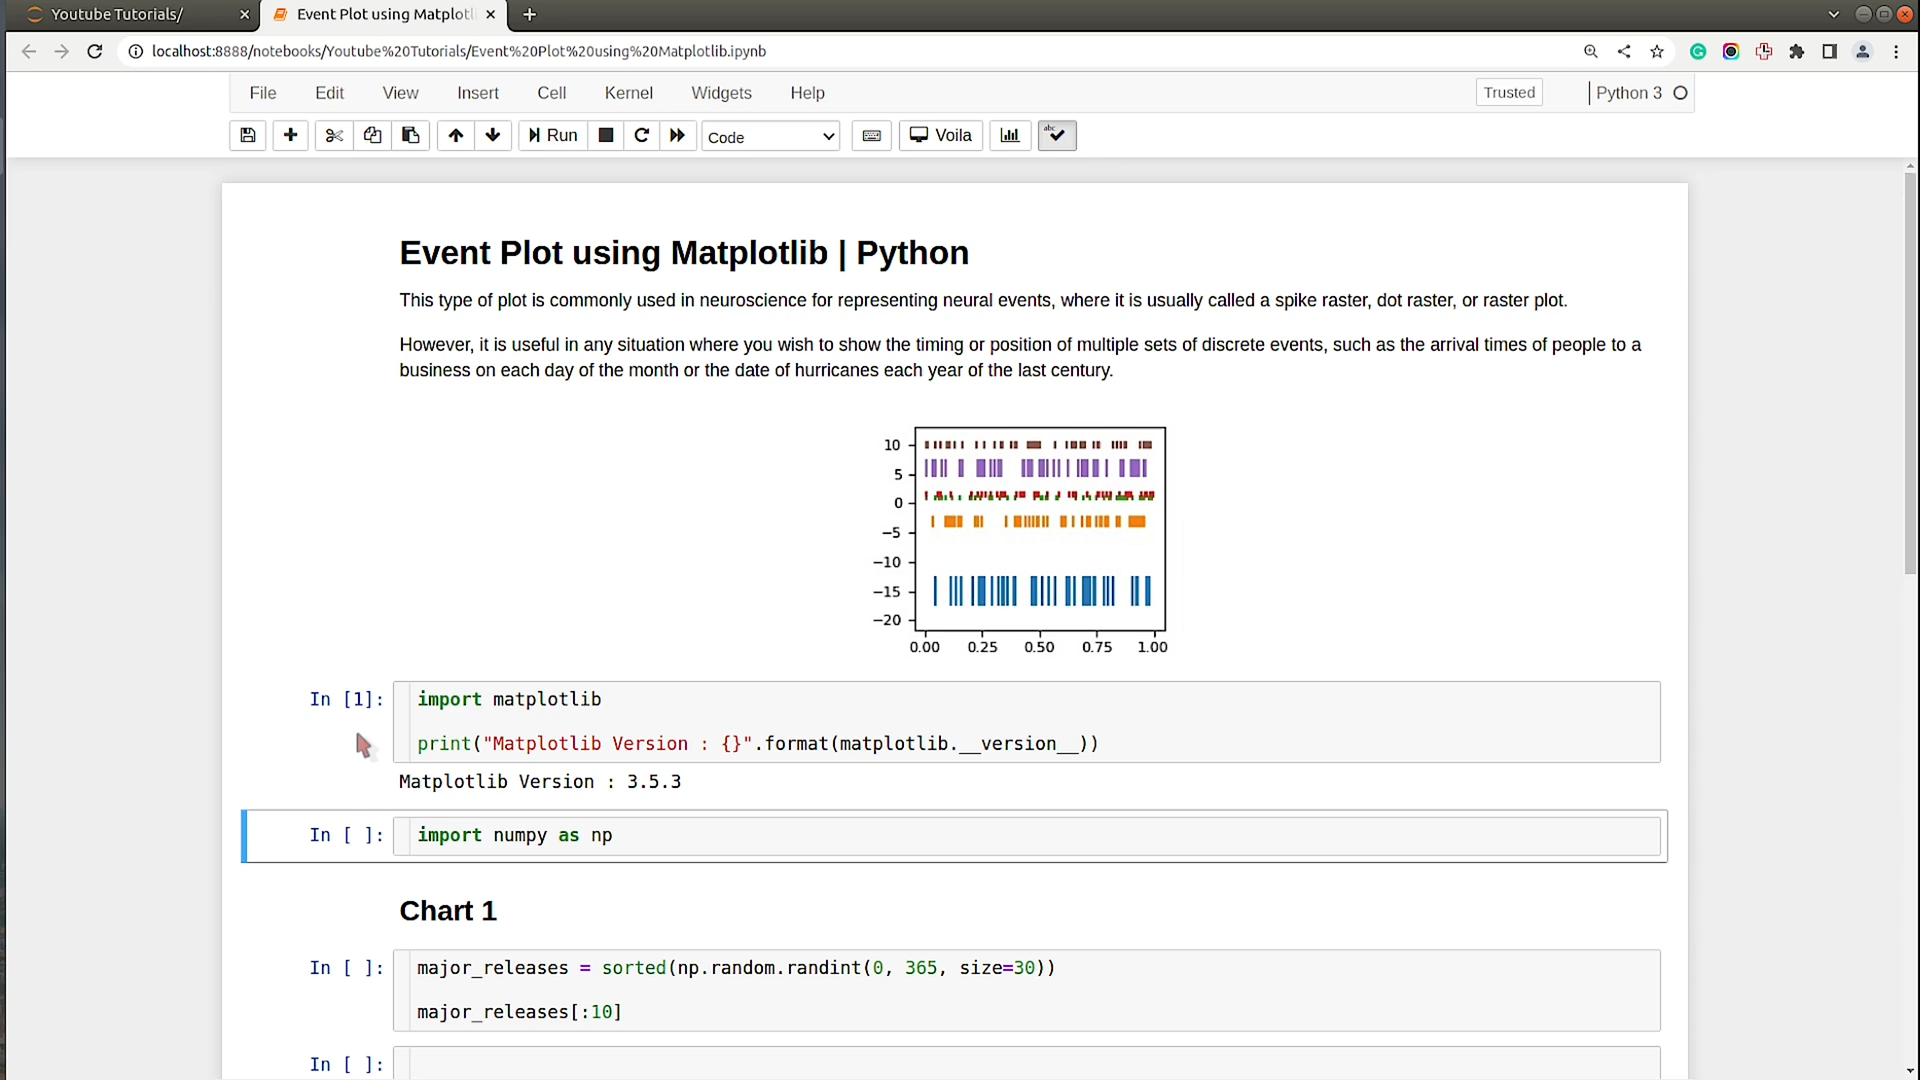 Youtube Tutorials/
Event Plot using Matplotli
localhost:8888/notebooks/Youtube%20Tutorials/Event%20Plot%20using%20Matplotlib.ipynb
File Edit View Insert Cell Kernel Widgets Help
Trusted
Python 3
Run
Code
Voila
abc
Event Plot using Matplotlib | Python
This type of plot is commonly used in neuroscience for representing neural events, where it is usually called a spike raster, dot raster, or raster plot.
However, it is useful in any situation where you wish to show the timing or position of multiple sets of discrete events, such as the arrival times of people to a
business on each day of the month or the date of hurricanes each year of the last century.
10
5
0
−5
−10
−15
−20
0.00 0.25 0.50 0.75 1.00
In [1]: import matplotlib
print("Matplotlib Version : {}".format(matplotlib.__version__))
Matplotlib Version : 3.5.3
In [ ]: import numpy as np
Chart 1
In [ ]: major_releases = sorted(np.random.randint(0, 365, size=30))
major_releases[:10]
In [ ]: